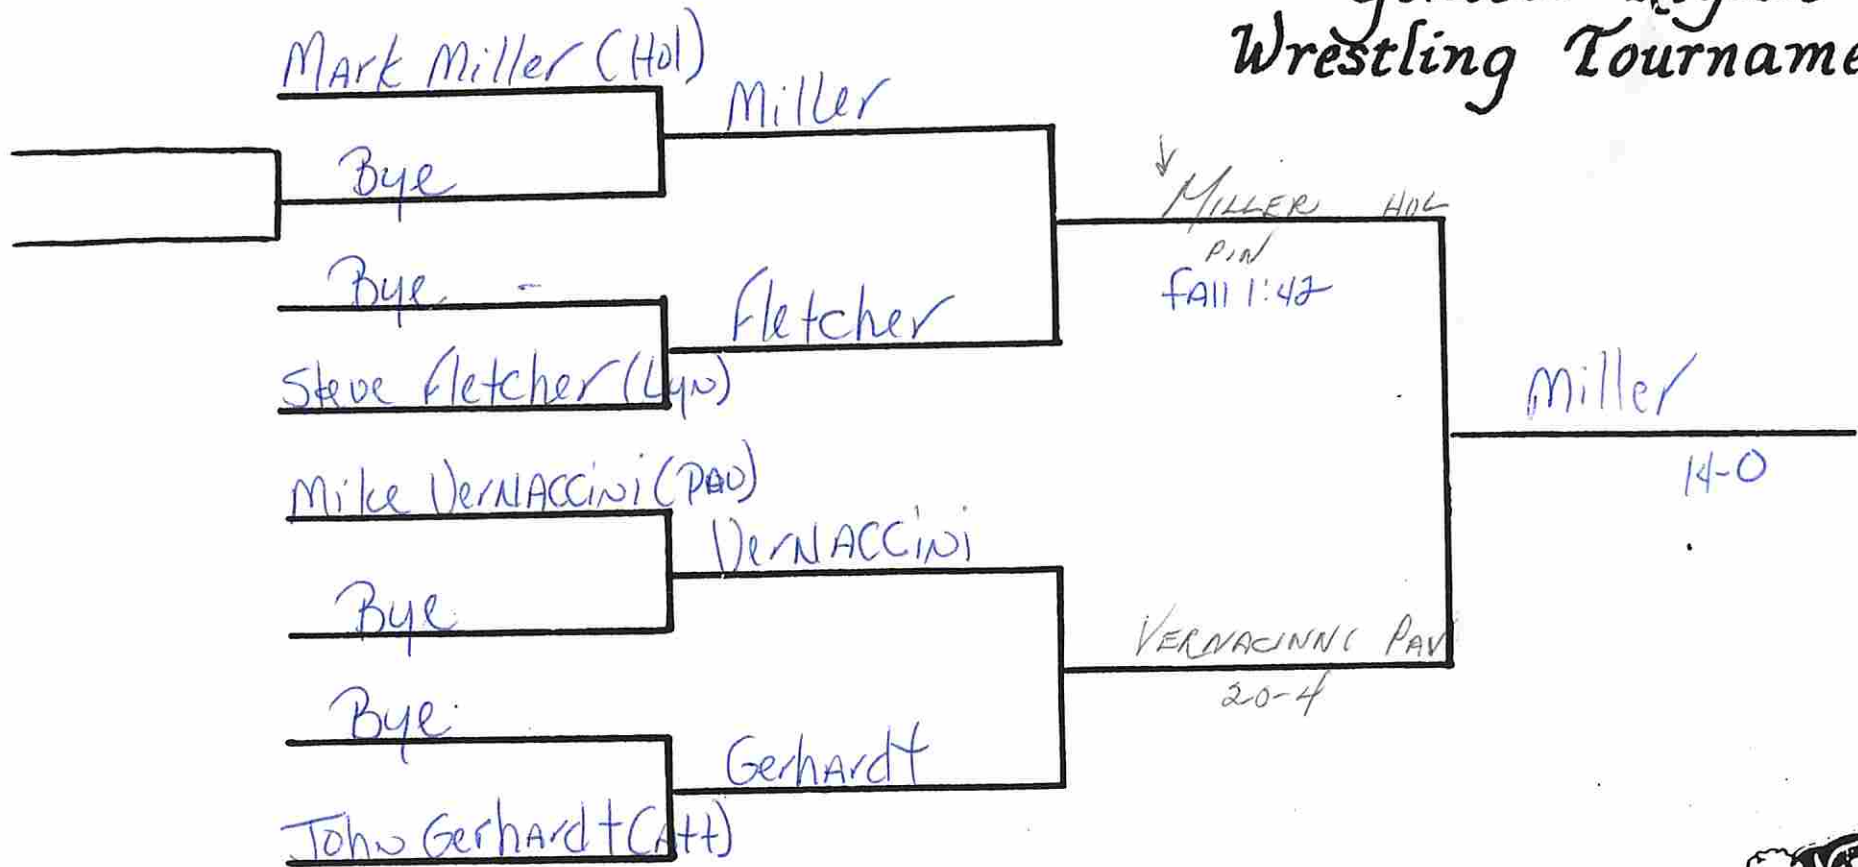 Wrestling Tourname
Mark Miller (Hol)
Miller
Bye
MILLER HOL
PIN
fAll 1:42
Bye -
Fletcher
Steve Fletcher (Lyn)
Miller
14-0
Mike VerNACCiNi (PAV)
VerNACCiNi
Bye
VERNACINNI PAV
20-4
Bye
Gerhardt
John Gerhardt (Att)